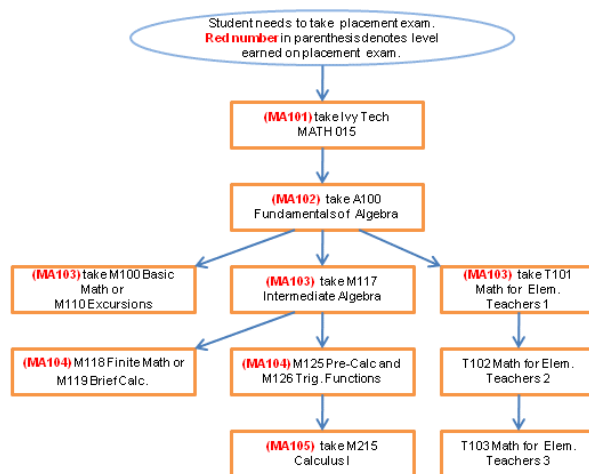 Student needs to take placement exam.
Red number in parenthesis denotes level
earned on placement exam.
(MA101) take Ivy Tech
MATH 015
(MA102) take A100
Fundamentals of Algebra
(MA103) take M100 Basic
Math or
M110 Excursions
(MA103) take M117
Intermediate Algebra
(MA103) take T101
Math for Elem.
Teachers 1
(MA104) M118 Finite Math or
M119 Brief Calc.
(MA104) M125 Pre-Calc and
M126 Trig. Functions
T102 Math for Elem.
Teachers 2
(MA105) take M215
Calculus I
T103 Math for Elem.
Teachers 3